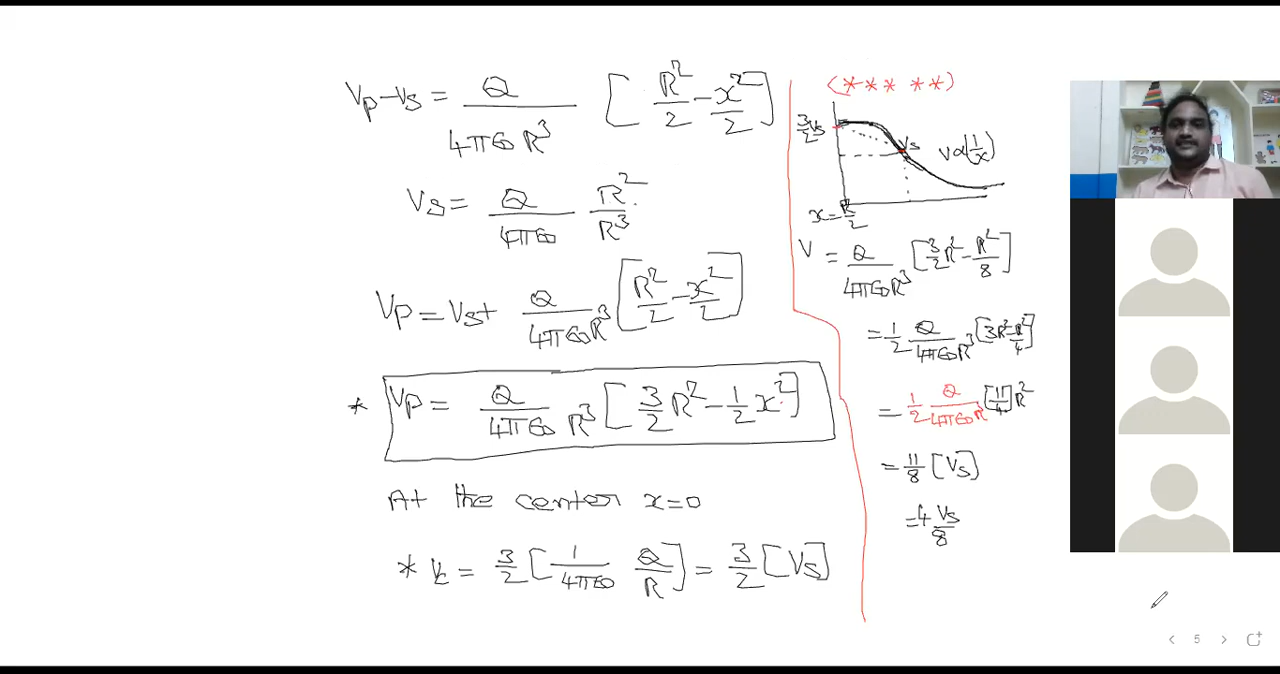 Vp-Vs = Q/4πε0R³ [R²/2 - x²/2]
Vs = Q/4πε0 R²/R³
Vp = Vs+ Q/4πε0R³ [R²/2 - x²/2]
* Vp = Q/4πε0R³ [3/2 R² - 1/2 x²]
At the center x=0
* Vc = 3/2 [1/4πε0 Q/R] = 3/2 [Vs]
(*** **)
3/2 Vs
Vs
V∝(1/x)
x=R/2
V = Q/4πε0R³ [3/2 R² - R²/8]
= 1/2 Q/4πε0R³ [3R² - R²/4]
= 1/2 Q/4πε0R³ [11/4] R²
= 11/8 [Vs]
5